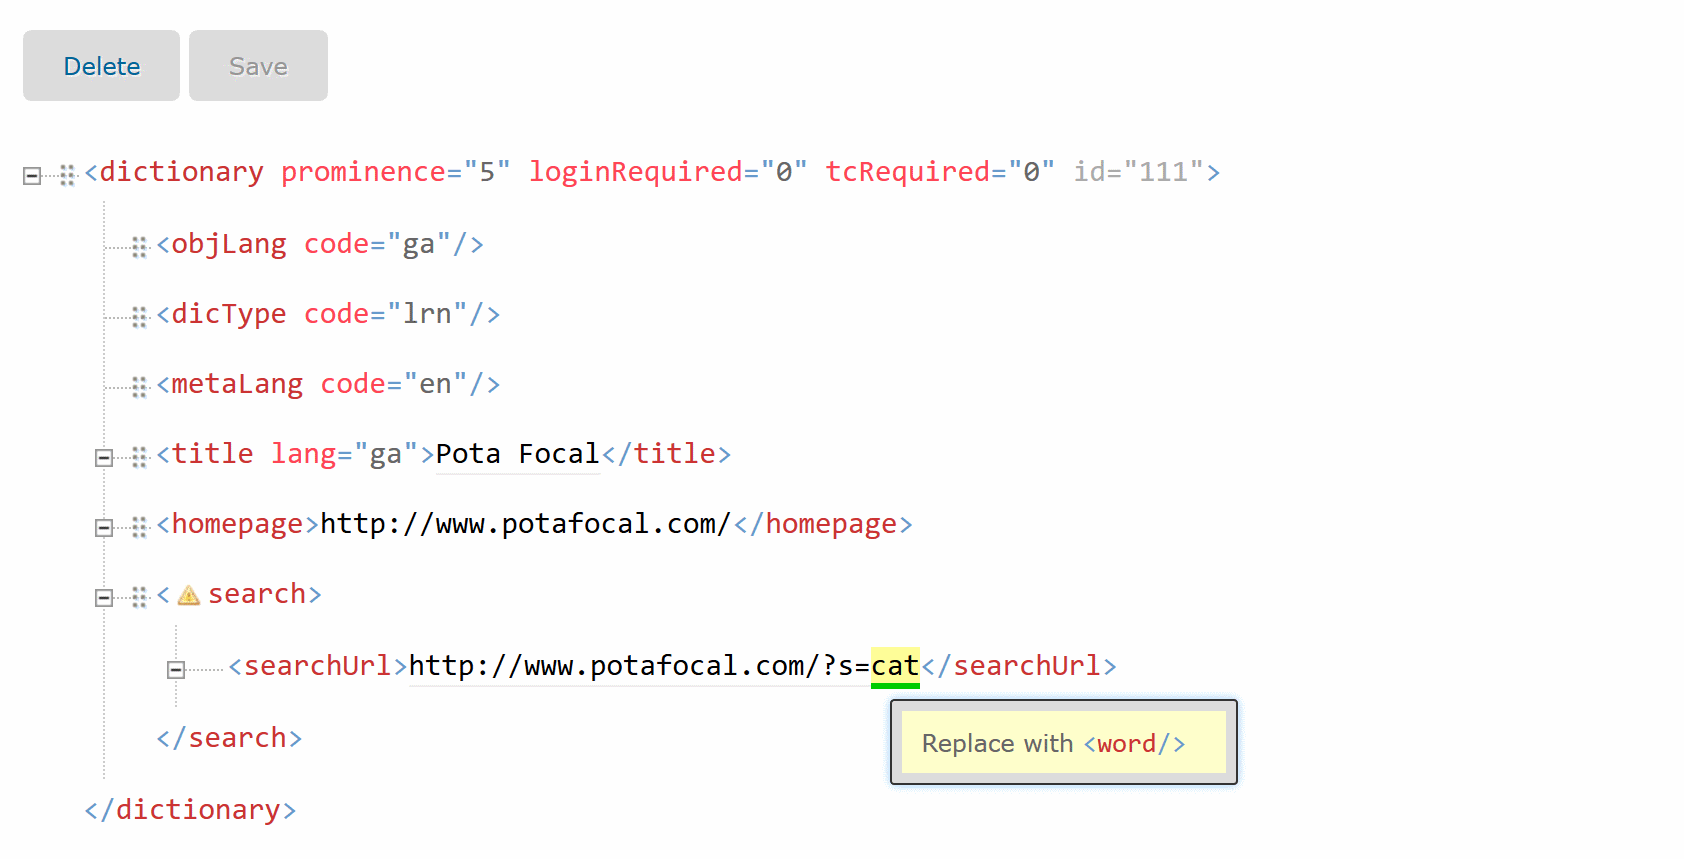 Delete Save
<dictionary prominence="5" loginRequired="0" tcRequired="0" id="111">
<objLang code="ga"/>
<dicType code="lrn"/>
<metaLang code="en"/>
<title lang="ga">Pota Focal</title>
<homepage>http://www.potafocal.com/</homepage>
<search>
<searchUrl>http://www.potafocal.com/?s=cat</searchUrl>
Replace with <word/>
</search>
</dictionary>